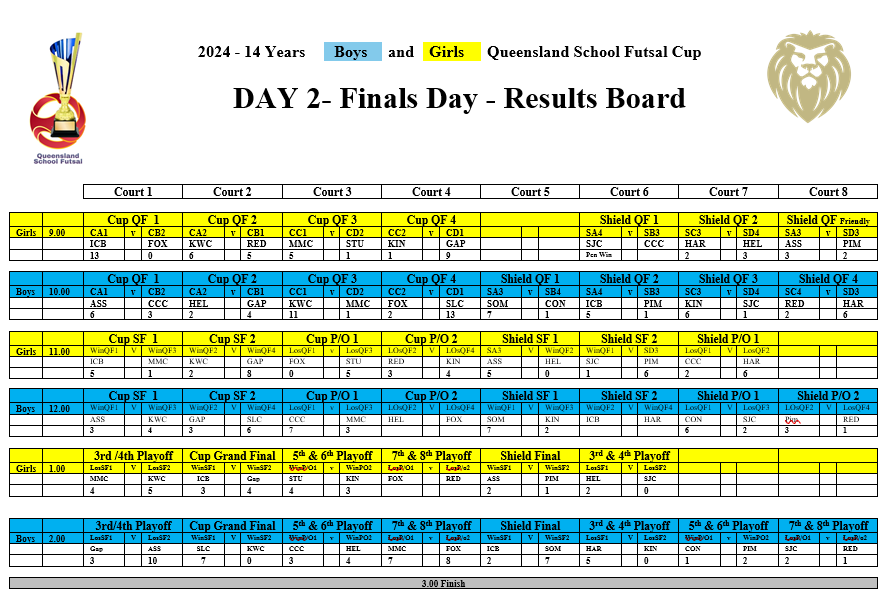 2024 - 14 Years Boys and Girls Queensland School Futsal Cup
DAY 2- Finals Day - Results Board
Queensland
School Futsal
Court 1 Court 2 Court 3 Court 4 Court 5 Court 6 Court 7 Court 8
Cup QF 1 Cup QF 2 Cup QF 3 Cup QF 4 Shield QF 1 Shield QF 2 Shield QF Friendly
Girls 9.00 CA1 v CB2 CA2 v CB1 CC1 v CD2 CC2 v CD1 SA4 v SB3 SC3 v SD4 SA3 v SD3
ICB FOX KWC RED MMC STU KIN GAP SJC CCC HAR HEL ASS PIM
13 0 6 5 5 1 1 9 Pen Win 2 3 3 2
Cup QF 1 Cup QF 2 Cup QF 3 Cup QF 4 Shield QF 1 Shield QF 2 Shield QF 3 Shield QF 4
Boys 10.00 CA1 v CB2 CA2 v CB1 CC1 v CD2 CC2 v CD1 SA3 v SB4 SA4 v SB3 SC3 v SD4 SC4 v SD3
ASS CCC HEL GAP KWC MMC FOX SLC SOM CON ICB PIM KIN SJC RED HAR
6 3 2 4 11 1 2 13 7 1 5 1 6 1 2 6
Cup SF 1 Cup SF 2 Cup P/O 1 Cup P/O 2 Shield SF 1 Shield SF 2 Shield P/O 1
Girls 11.00 WinQF1 V WinQF3 WinQF2 V WinQF4 LosQF1 v LosQF3 LOsQF2 V LOsQF4 SA3 V WinQF2 WinQF1 V SD3 LosQF1 V LosQF2
ICB MMC KWC GAP FOX STU RED KIN ASS HEL SJC PIM CCC HAR
5 1 2 8 0 5 3 4 5 0 1 6 2 6
Cup SF 1 Cup SF 2 Cup P/O 1 Cup P/O 2 Shield SF 1 Shield SF 2 Shield P/O 1 Shield P/O 2
Boys 12.00 WinQF1 V WinQF3 WinQF2 V WinQF4 LosQF1 v LosQF3 LOsQF2 V LOsQF4 WinQF1 V WinQF3 WinQF2 V WinQF4 LosQF1 V LosQF3 LOsQF2 V LOsQF4
ASS KWC GAP SLC CCC MMC HEL FOX SOM KIN ICB HAR CON SJC Pim RED
3 4 3 6 7 3 7 2 6 2 3 1
3rd /4th Playoff Cup Grand Final 5th & 6th Playoff 7th & 8th Playoff Shield Final 3rd & 4th Playoff
Girls 1.00 LosSF1 V LosSF2 WinSF1 V WinSF2 WinP/O1 v WinPO2 LosP/O1 v LosP/o2 WinSF1 V WinSF2 LosSF1 V LosSF2
MMC KWC ICB Gap STU KIN FOX RED ASS PIM HEL SJC
4 5 3 4 4 3 2 1 2 0
3rd/4th Playoff Cup Grand Final 5th & 6th Playoff 7th & 8th Playoff Shield Final 3rd & 4th Playoff 5th & 6th Playoff 7th & 8th Playoff
Boys 2.00 LosSF1 V LosSF2 WinSF1 V WinSF2 WinP/O1 v WinPO2 LosP/O1 v LosP/o2 WinSF1 V WinSF2 LosSF1 V LosSF2 WinP/O1 v WinPO2 LosP/O1 v LosP/o2
Gap ASS SLC KWC CCC HEL MMC FOX ICB SOM HAR KIN CON PIM SJC RED
3 10 7 0 3 4 7 8 2 7 5 0 1 2 2 1
3.00 Finish